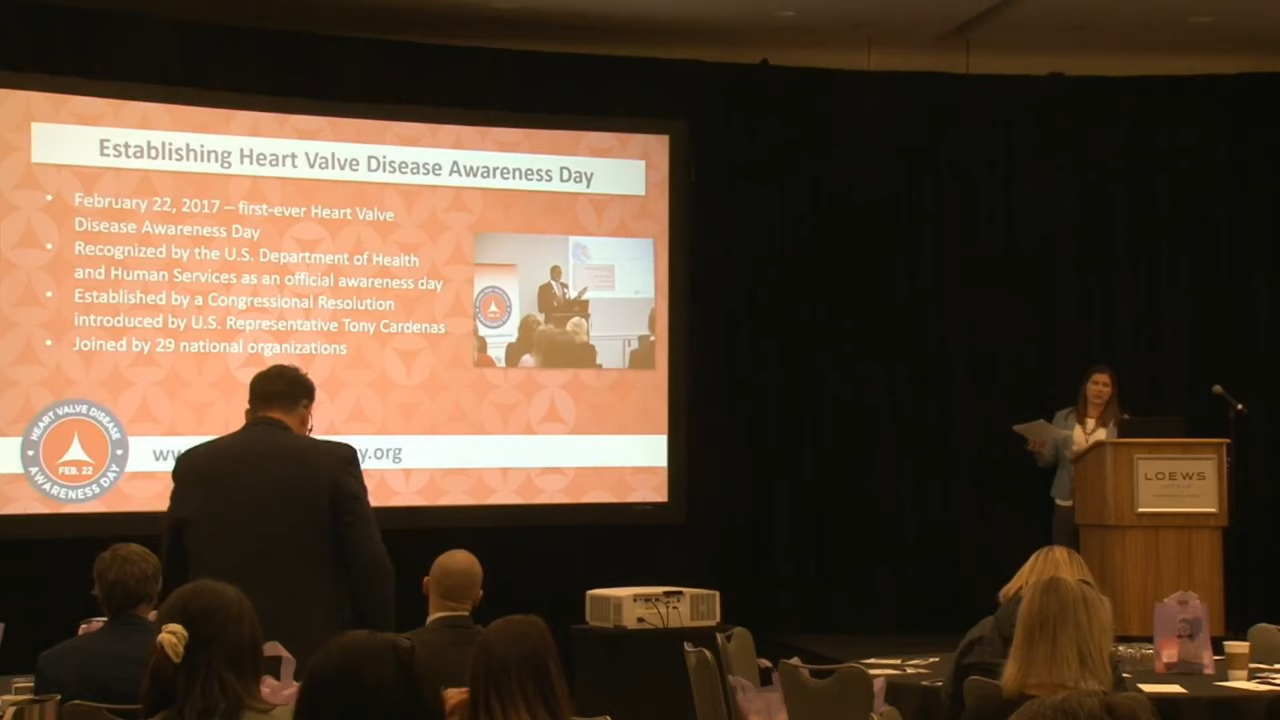 Establishing Heart Valve Disease Awareness Day
• February 22, 2017 – first-ever Heart Valve
Disease Awareness Day
• Recognized by the U.S. Department of Health
and Human Services as an official awareness day
• Established by a Congressional Resolution
introduced by U.S. Representative Tony Cardenas
• Joined by 29 national organizations
HEART VALVE DISEASE
FEB. 22
AWARENESS DAY
ww
y.org
LOEWS